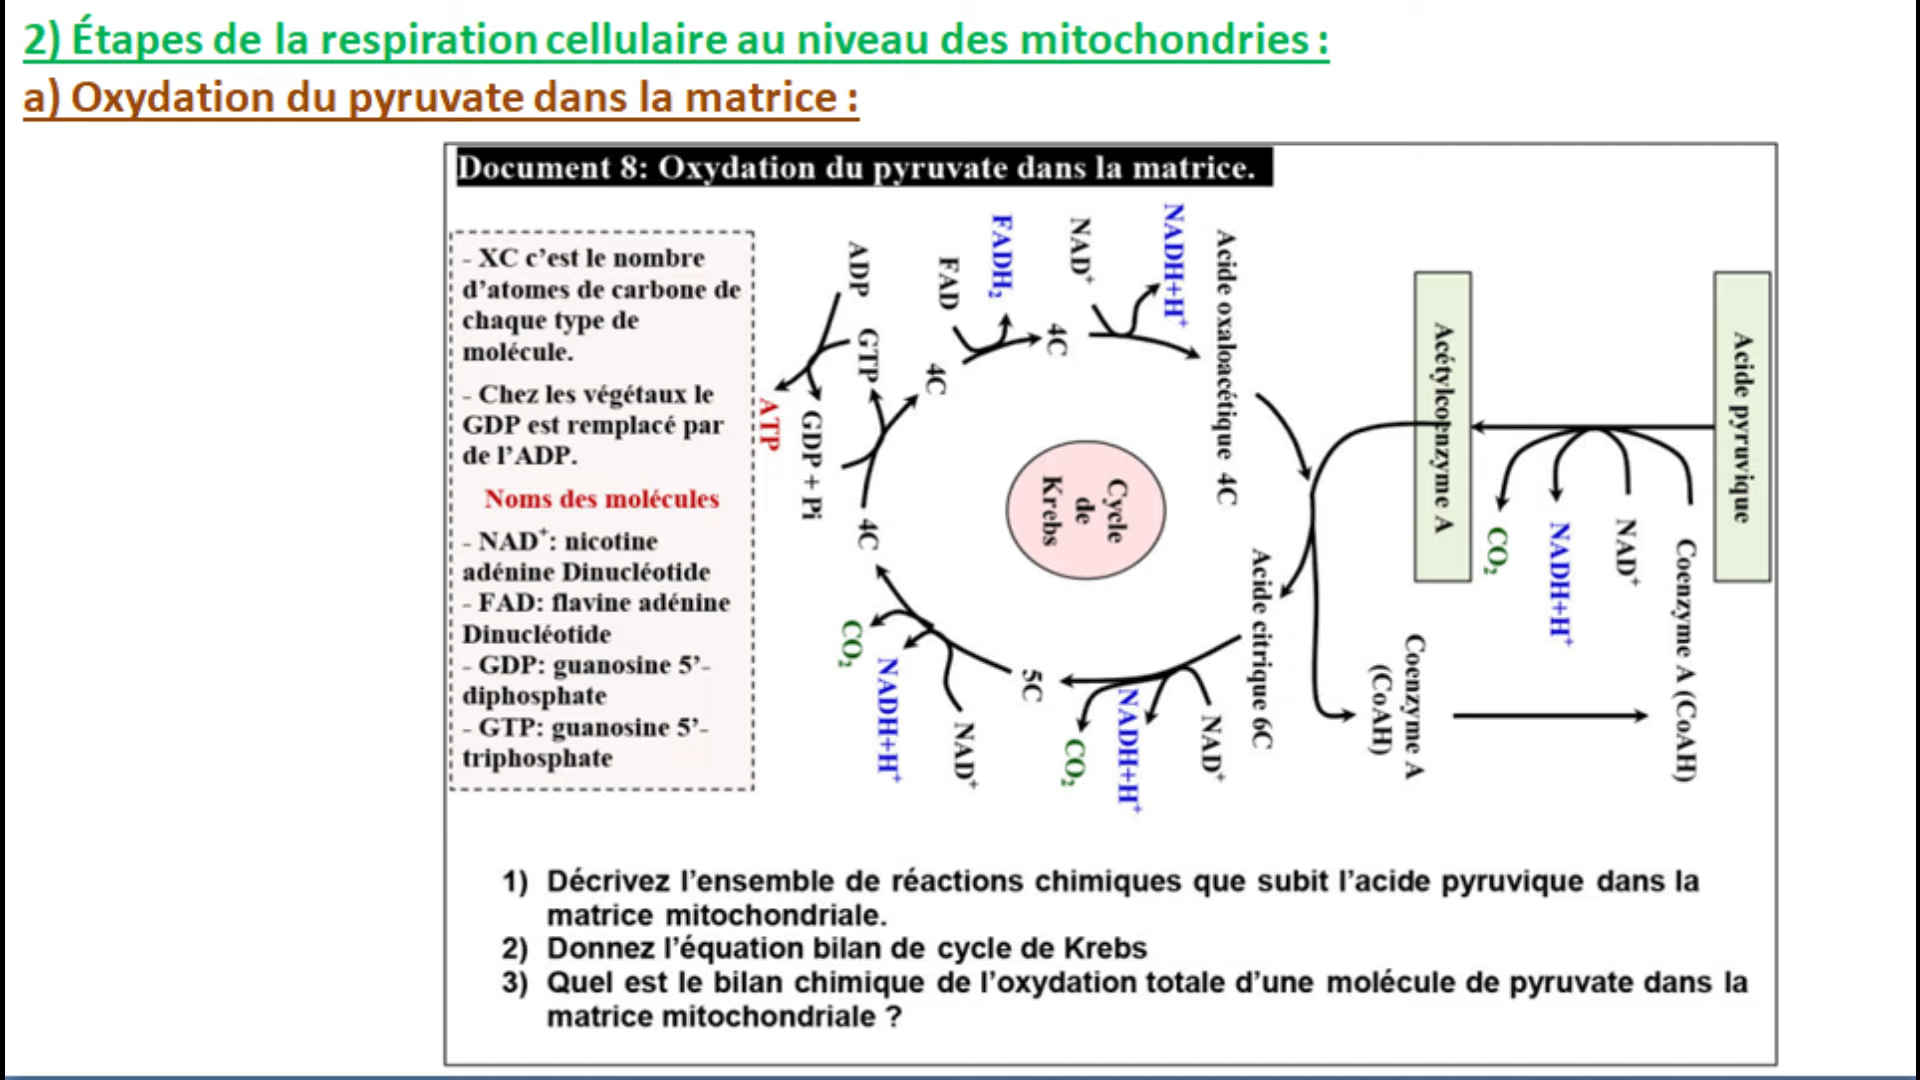 2) Étapes de la respiration cellulaire au niveau des mitochondries :
a) Oxydation du pyruvate dans la matrice :
Document 8: Oxydation du pyruvate dans la matrice.
- XC c’est le nombre
d’atomes de carbone de
chaque type de
molécule.
- Chez les végétaux le
GDP est remplacé par
de l’ADP.
Noms des molécules
- NAD⁺: nicotine
adénine Dinucléotide
- FAD: flavine adénine
Dinucléotide
- GDP: guanosine 5’-
diphosphate
- GTP: guanosine 5’-
triphosphate
Acide pyruvique
Coenzyme A (CoAH)
NAD⁺
NADH+H⁺
CO₂
Acétylcoenzyme A
Coenzyme A
(CoAH)
Acide oxaloacétique 4C
Acide citrique 6C
NAD⁺
NADH+H⁺
CO₂
5C
NAD⁺
NADH+H⁺
CO₂
4C
GDP + Pi
GTP
ADP
ATP
4C
FAD
FADH₂
4C
NAD⁺
NADH+H⁺
Cycle
de
Krebs
1) Décrivez l’ensemble de réactions chimiques que subit l’acide pyruvique dans la
matrice mitochondriale.
2) Donnez l’équation bilan de cycle de Krebs
3) Quel est le bilan chimique de l’oxydation totale d’une molécule de pyruvate dans la
matrice mitochondriale ?